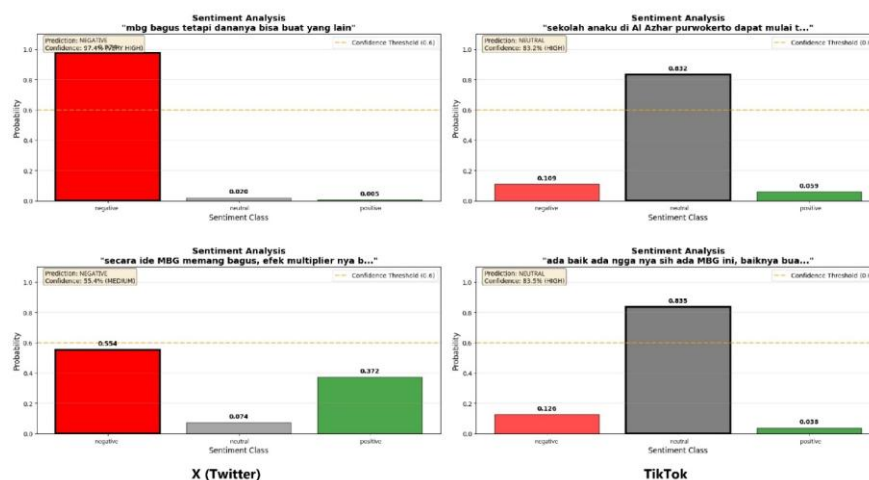 Sentiment Analysis
"mbg bagus tetapi dananya bisa buat yang lain"
Prediction: NEGATIVE
Confidence: 97.4% HIGH)
Confidence Threshold (0.6)
1.0
0.8
0.6
0.4
0.2
0.0
Probability
0.020
0.005
negative
neutral
positive
Sentiment Class
Sentiment Analysis
"sekolah anaku di Al Azhar purwokerto dapat mulai t..."
Prediction: NEUTRAL
Confidence: 83.2% (HIGH)
Confidence Threshold (0.
1.0
0.8
0.6
0.4
0.2
0.0
Probability
0.109
0.832
0.059
negative
neutral
positive
Sentiment Class
Sentiment Analysis
"secara ide MBG memang bagus, efek multiplier nya b..."
Prediction: NEGATIVE
Confidence: 55.4% (MEDIUM)
Confidence Threshold (0.6)
1.0
0.8
0.6
0.4
0.2
0.0
Probability
0.554
0.074
0.372
negative
neutral
positive
Sentiment Class
Sentiment Analysis
"ada baik ada ngga nya sih ada MBG ini, baiknya bua..."
Prediction: NEUTRAL
Confidence: 83.5% (HIGH)
Confidence Threshold (0.
1.0
0.8
0.6
0.4
0.2
0.0
Probability
0.126
0.835
0.038
negative
neutral
positive
Sentiment Class
X (Twitter)
TikTok